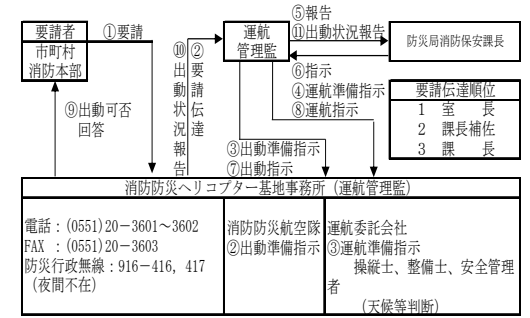 要請者
市町村
消防本部
①要請
⑨出動可否
回答
⑩出動状況報告
②要請伝達
運航
管理監
⑤報告
⑪出動状況報告
防災局消防保安課長
⑥指示
④運航準備指示
⑧運航指示
③出動準備指示
⑦出動指示
要請伝達順位
1 室 長
2 課長補佐
3 課 長
消防防災ヘリコプター基地事務所（運航管理監）
電話：(0551)20－3601～3602
FAX ：(0551)20－3603
防災行政無線：916－416，417
（夜間不在）
消防防災航空隊
②出動準備指示
運航委託会社
③運航準備指示
操縦士、整備士、安全管理
者
（天候等判断）